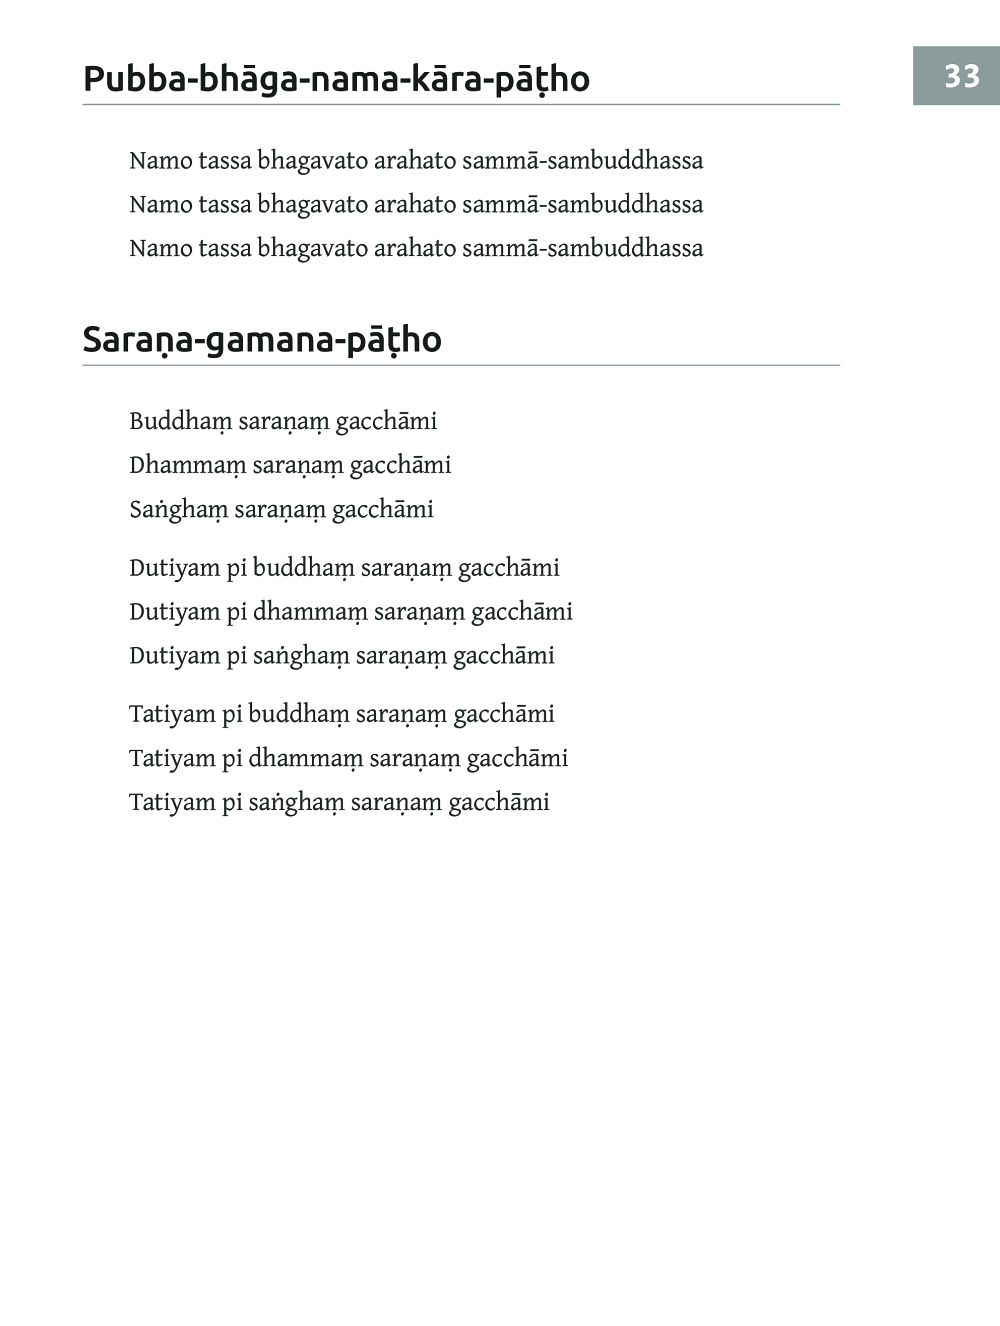 Pubba-bhāga-nama-kāra-pāṭho
33
Namo tassa bhagavato arahato sammā-sambuddhassa
Namo tassa bhagavato arahato sammā-sambuddhassa
Namo tassa bhagavato arahato sammā-sambuddhassa
Saraṇa-gamana-pāṭho
Buddhaṃ saraṇaṃ gacchāmi
Dhammaṃ saraṇaṃ gacchāmi
Saṅghaṃ saraṇaṃ gacchāmi
Dutiyam pi buddhaṃ saraṇaṃ gacchāmi
Dutiyam pi dhammaṃ saraṇaṃ gacchāmi
Dutiyam pi saṅghaṃ saraṇaṃ gacchāmi
Tatiyam pi buddhaṃ saraṇaṃ gacchāmi
Tatiyam pi dhammaṃ saraṇaṃ gacchāmi
Tatiyam pi saṅghaṃ saraṇaṃ gacchāmi